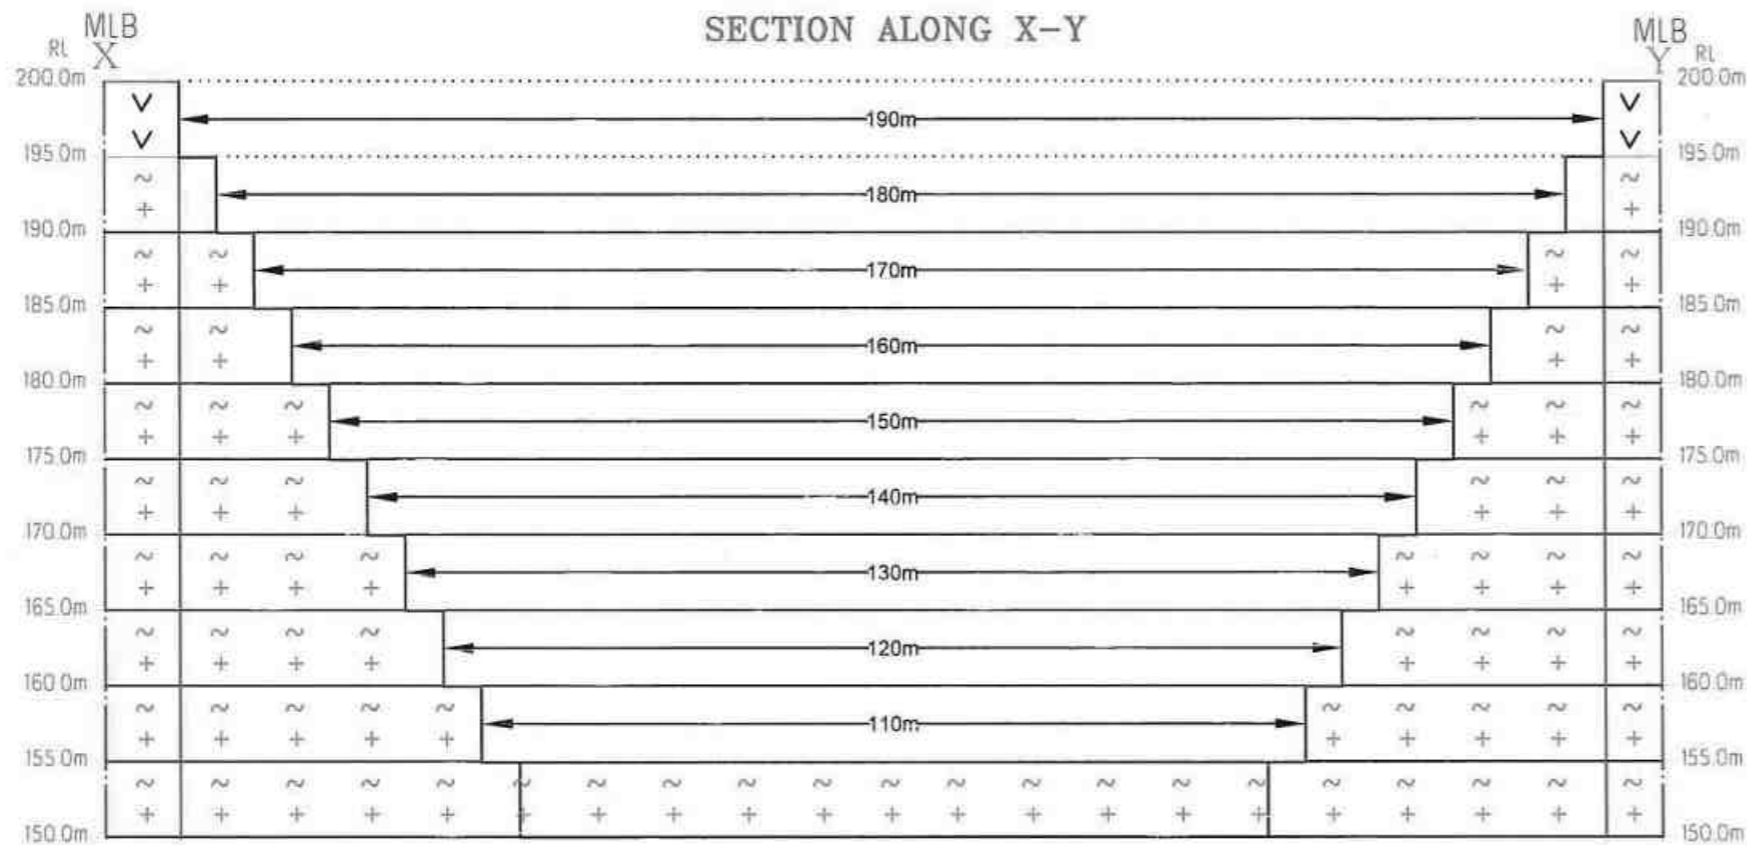 SECTION ALONG X-Y
MLB MLB
RL X Y RL
200.0m 200.0m
V V
190m
V V
195.0m 195.0m
~ ~
180m
+ +
190.0m 190.0m
~ ~ ~ ~
170m
+ + + +
185.0m 185.0m
~ ~ ~ ~
160m
+ + + +
180.0m 180.0m
~ ~ ~ ~ ~ ~
150m
+ + + + + +
175.0m 175.0m
~ ~ ~ ~ ~ ~
140m
+ + + + + +
170.0m 170.0m
~ ~ ~ ~ ~ ~ ~ ~
130m
+ + + + + + + +
165.0m 165.0m
~ ~ ~ ~ ~ ~ ~ ~
120m
+ + + + + + + +
160.0m 160.0m
~ ~ ~ ~ ~ ~ ~ ~ ~ ~
110m
+ + + + + + + + + +
155.0m 155.0m
~ ~ ~ ~ ~ ~ ~ ~ ~ ~ ~ ~ ~ ~ ~ ~ ~ ~ ~ ~ ~
+ + + + + + + + + + + + + + + + + + + + +
150.0m 150.0m